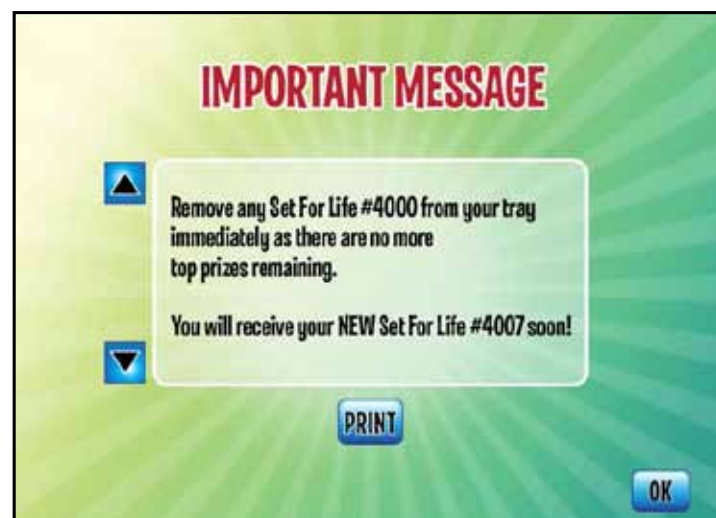 IMPORTANT MESSAGE
Remove any Set For Life #4000 from your tray
immediately as there are no more
top prizes remaining.
You will receive your NEW Set For Life #4007 soon!
PRINT
OK